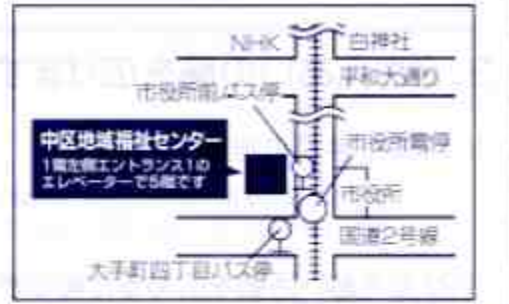 NHK
白神社
平和大通り
市役所前バス停
中区地域福祉センター
1階左側エントランス1の
エレベーターで5階です
市役所電停
市役所
国道2号線
大手町四丁目バス停